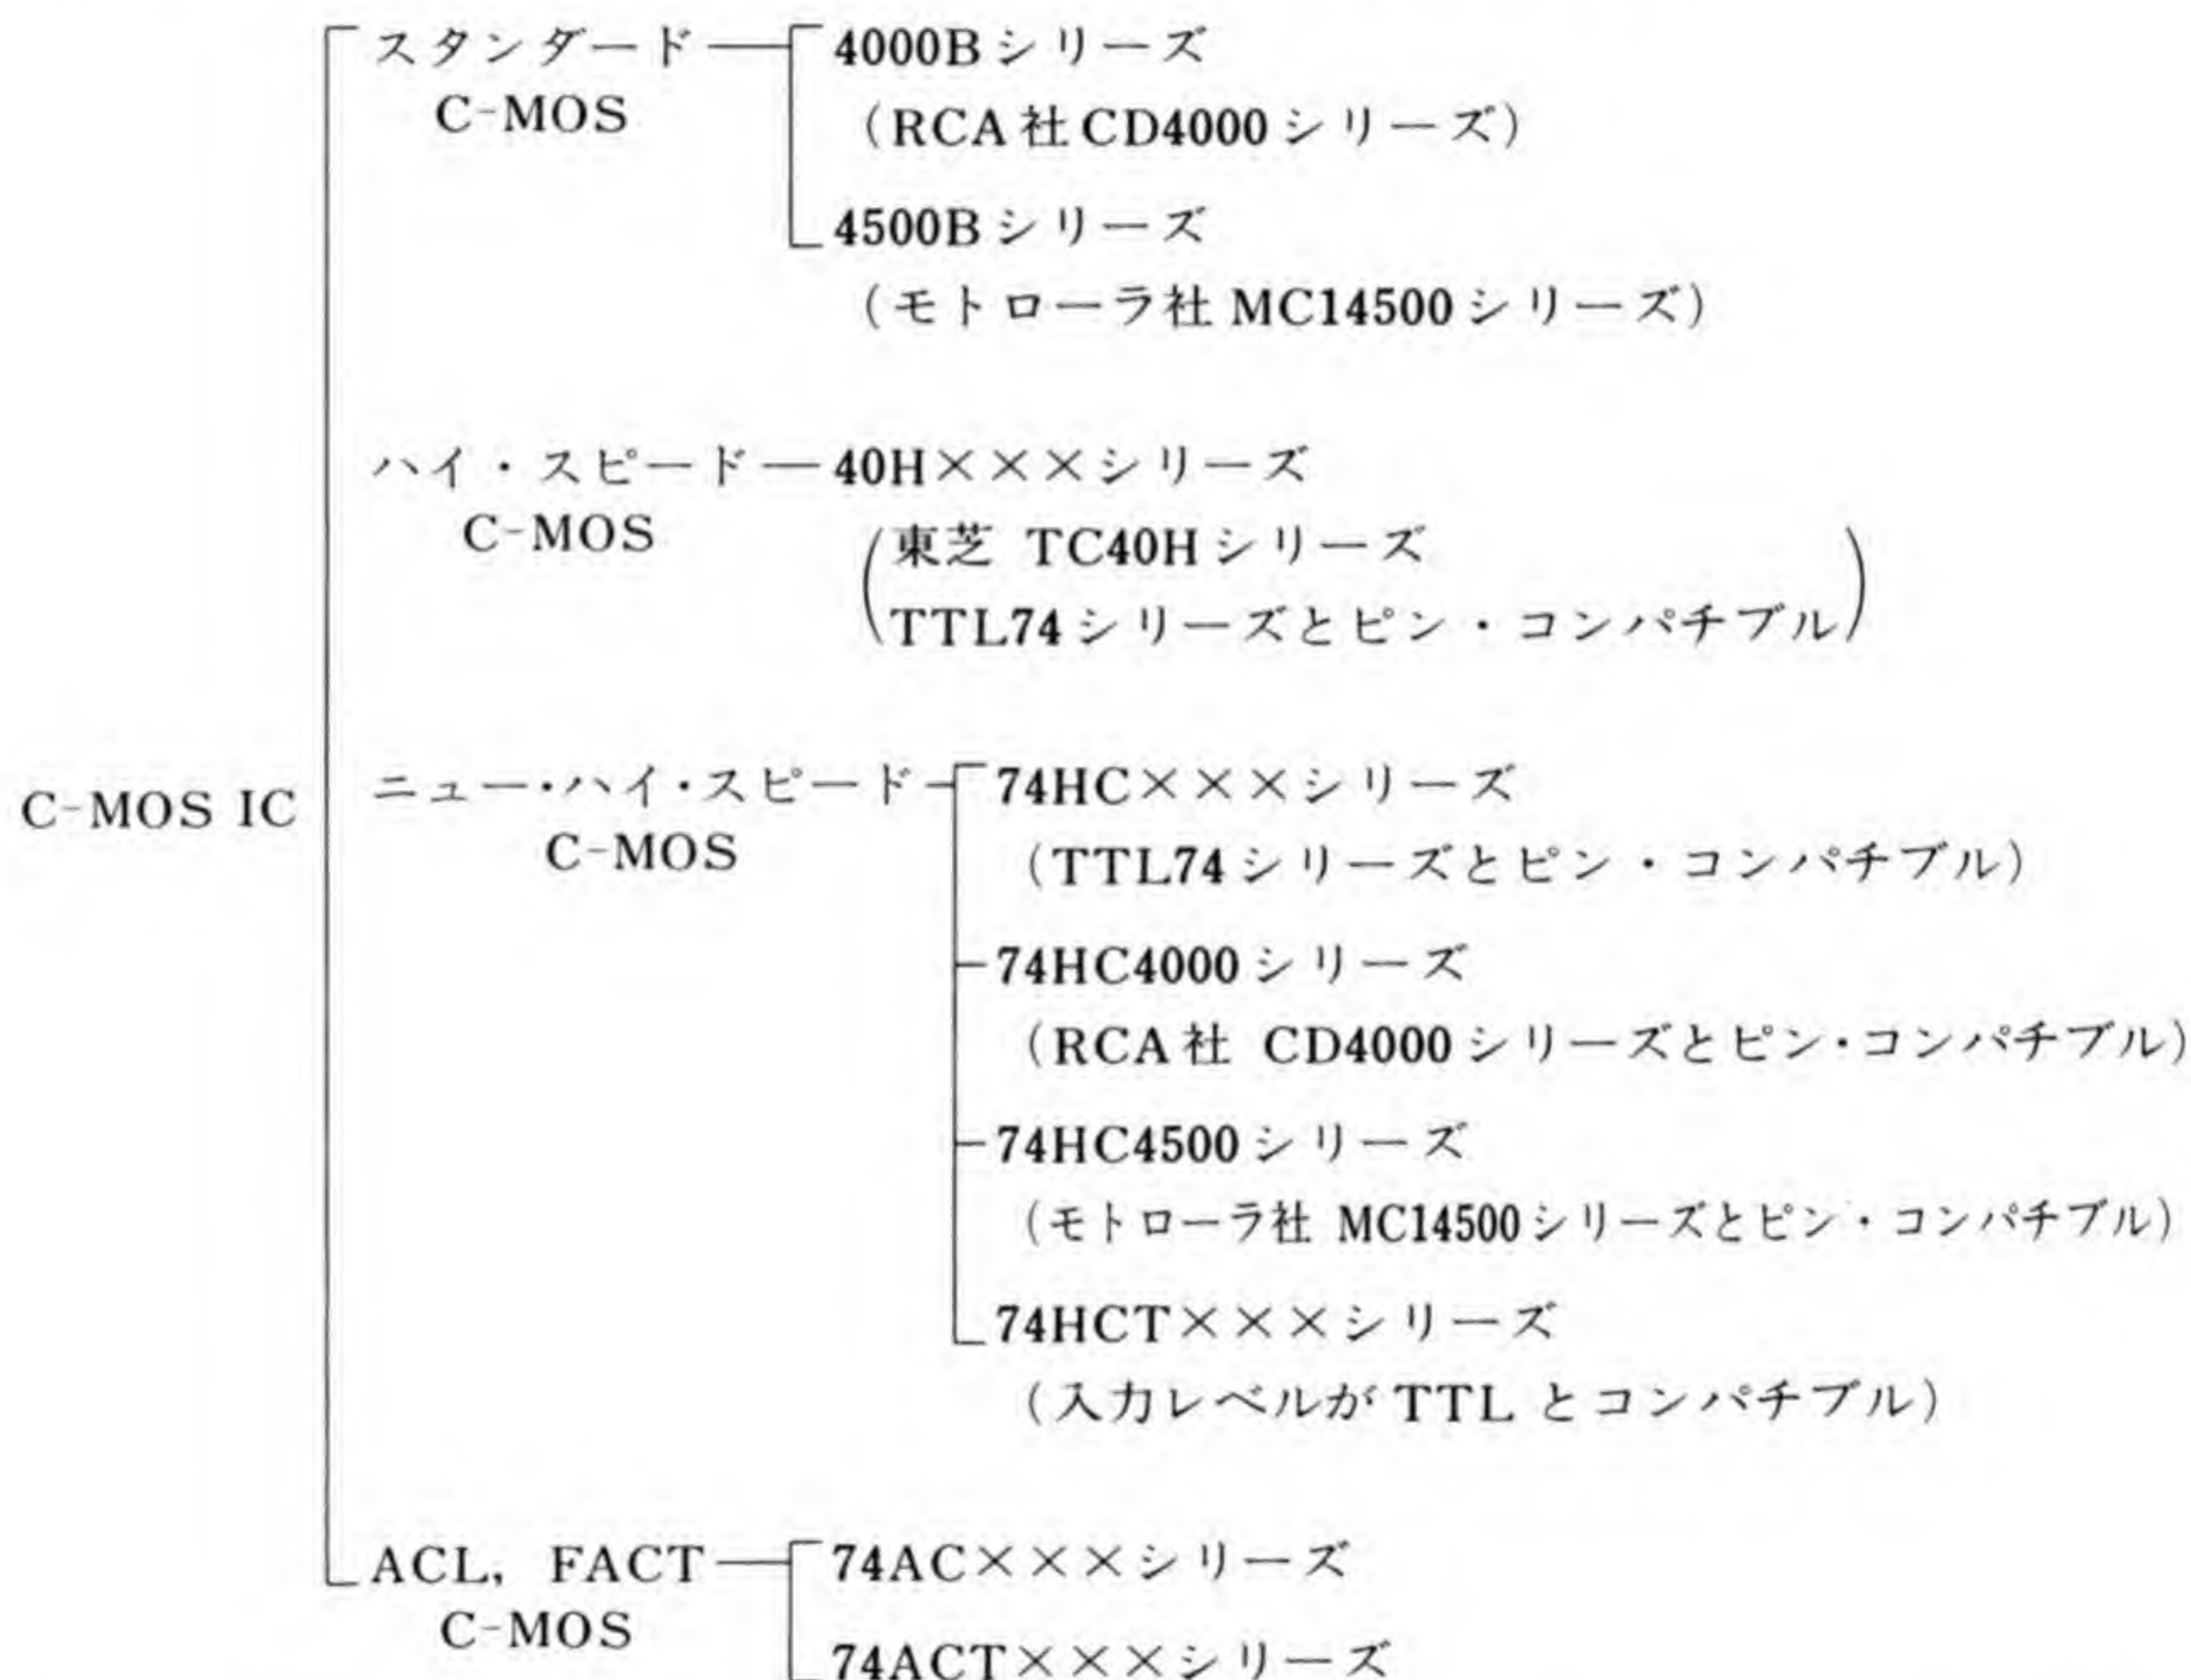 スタンダード
C-MOS
4000Bシリーズ
(RCA社CD4000シリーズ)
4500Bシリーズ
(モトローラ社 MC14500シリーズ)
ハイ・スピード
C-MOS
40H×××シリーズ
(東芝 TC40Hシリーズ
TTL74シリーズとピン・コンパチブル)
C-MOS IC
ニュー・ハイ・スピード
C-MOS
74HC×××シリーズ
(TTL74シリーズとピン・コンパチブル)
74HC4000シリーズ
(RCA社 CD4000シリーズとピン・コンパチブル)
74HC4500シリーズ
(モトローラ社 MC14500シリーズとピン・コンパチブル)
74HCT×××シリーズ
(入力レベルがTTLとコンパチブル)
ACL, FACT
C-MOS
74AC×××シリーズ
74ACT×××シリーズ